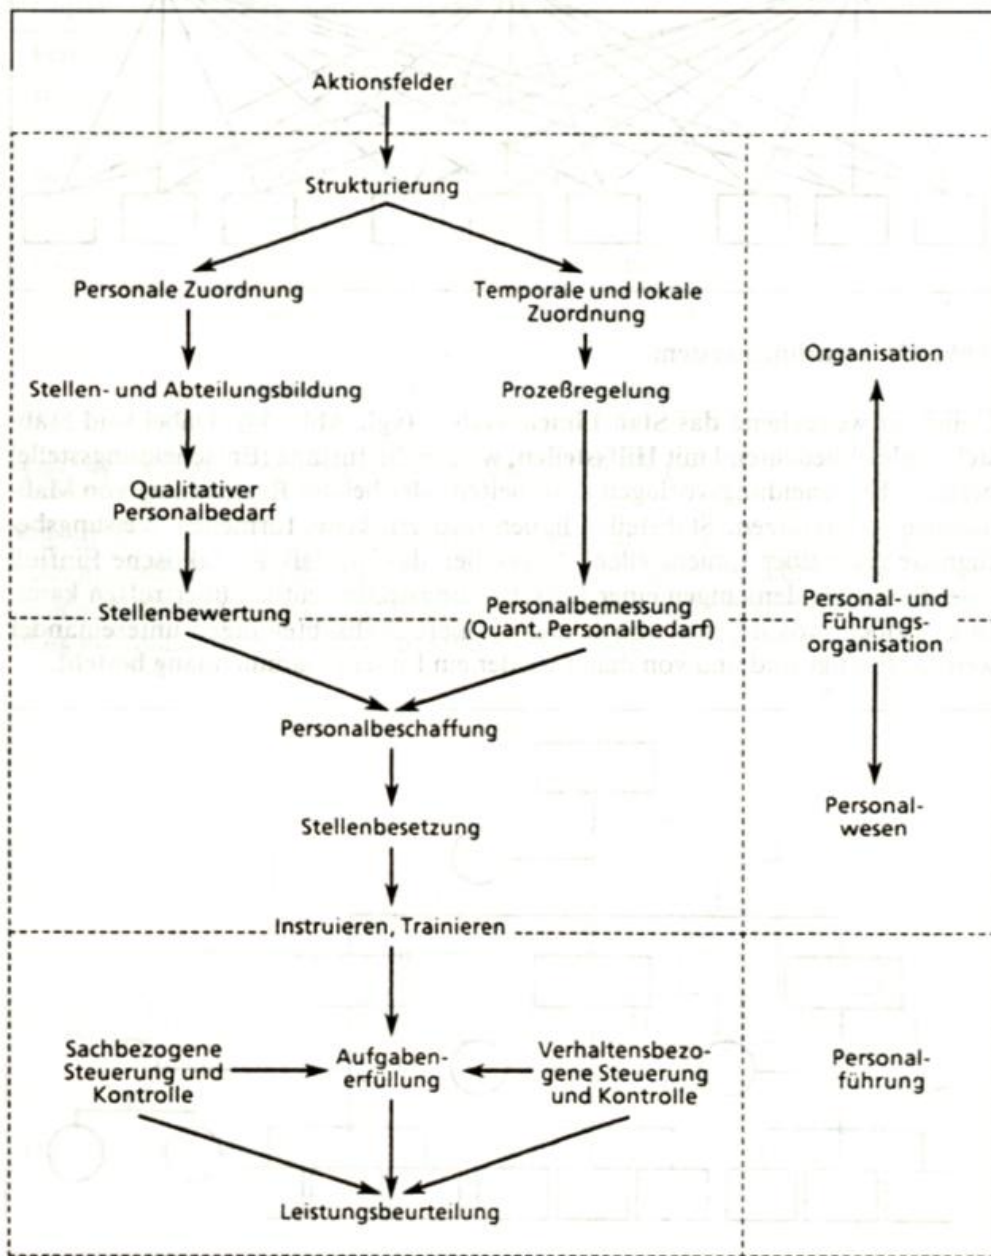 Aktionsfelder
Strukturierung
Personale Zuordnung
Temporale und lokale
Zuordnung
Organisation
Stellen- und Abteilungsbildung
Prozeßregelung
Qualitativer
Personalbedarf
Stellenbewertung
Personalbemessung
(Quant. Personalbedarf)
Personal- und
Führungs-
organisation
Personalbeschaffung
Stellenbesetzung
Personal-
wesen
Instruieren, Trainieren
Sachbezogene
Steuerung und
Kontrolle
Aufgaben-
erfüllung
Verhaltensbezo-
gene Steuerung
und Kontrolle
Personal-
führung
Leistungsbeurteilung